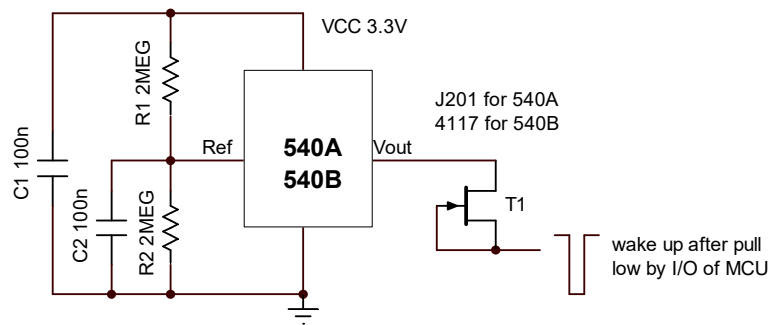 VCC 3.3V
R1 2MEG
J201 for 540A
4117 for 540B
Ref
540A
540B
Vout
C1 100n
C2 100n
R2 2MEG
T1
wake up after pull
low by I/O of MCU